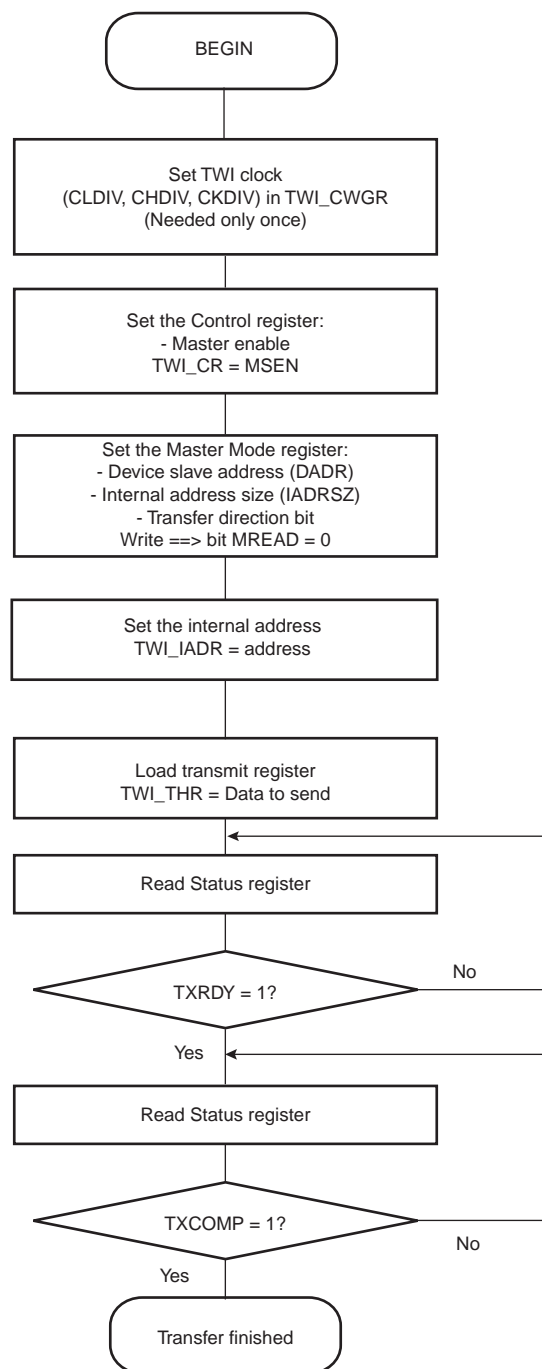 BEGIN
Set TWI clock
(CLDIV, CHDIV, CKDIV) in TWI_CWGR
(Needed only once)
Set the Control register:
- Master enable
TWI_CR = MSEN
Set the Master Mode register:
- Device slave address (DADR)
- Internal address size (IADRSZ)
- Transfer direction bit
Write ==> bit MREAD = 0
Set the internal address
TWI_IADR = address
Load transmit register
TWI_THR = Data to send
Read Status register
TXRDY = 1?
No
Yes
Read Status register
TXCOMP = 1?
No
Yes
Transfer finished